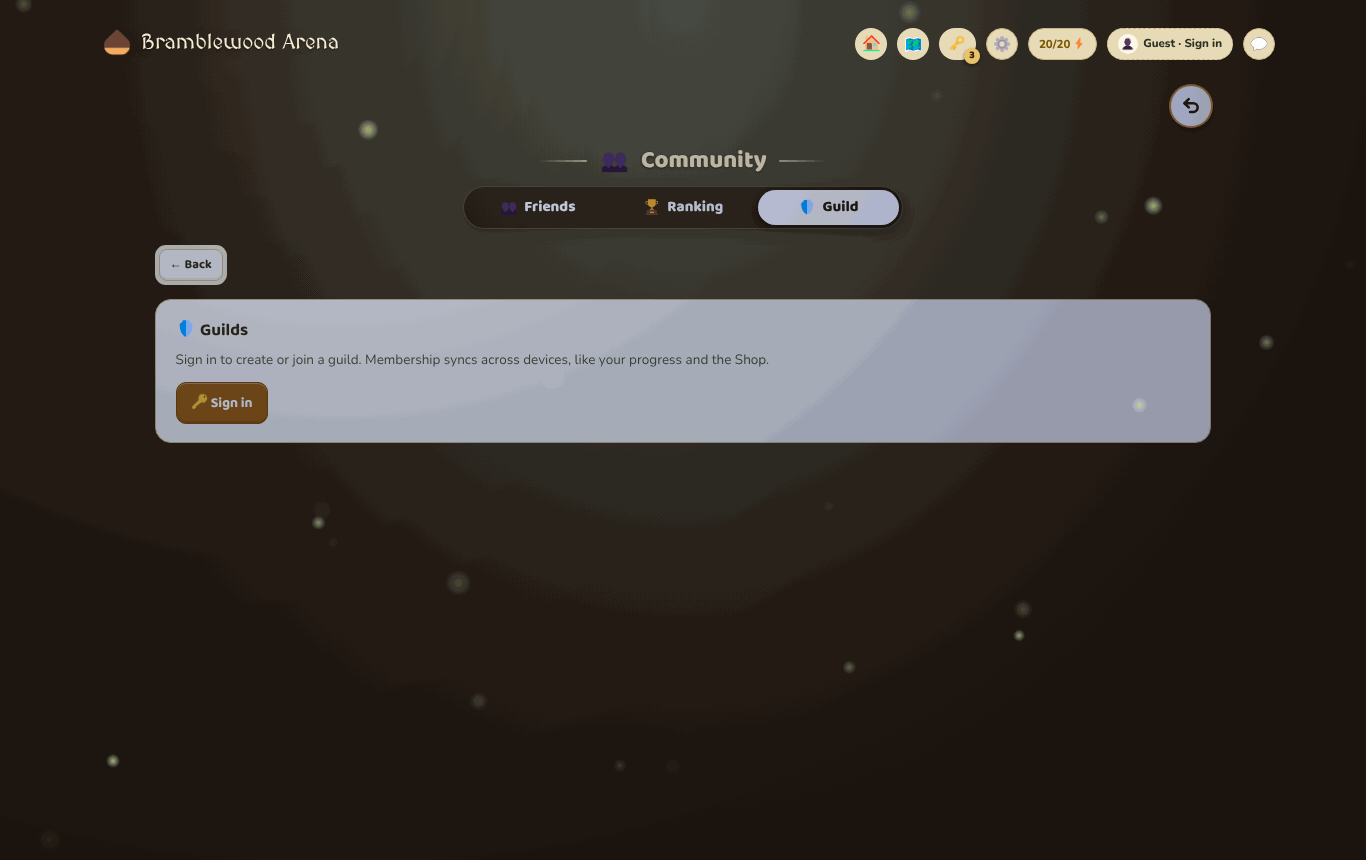 Bramblewood Arena
3
20/20
Guest · Sign in
Community
Friends
Ranking
Guild
← Back
Guilds
Sign in to create or join a guild. Membership syncs across devices, like your progress and the Shop.
Sign in